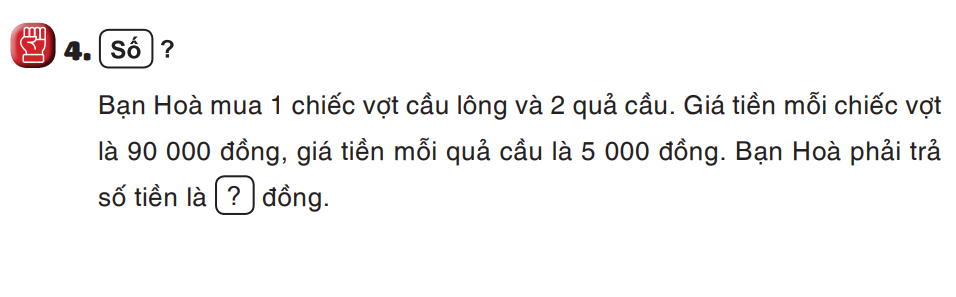 4. Số ?
Bạn Hoà mua 1 chiếc vợt cầu lông và 2 quả cầu. Giá tiền mỗi chiếc vợt
là 90 000 đồng, giá tiền mỗi quả cầu là 5 000 đồng. Bạn Hoà phải trả
số tiền là ? đồng.